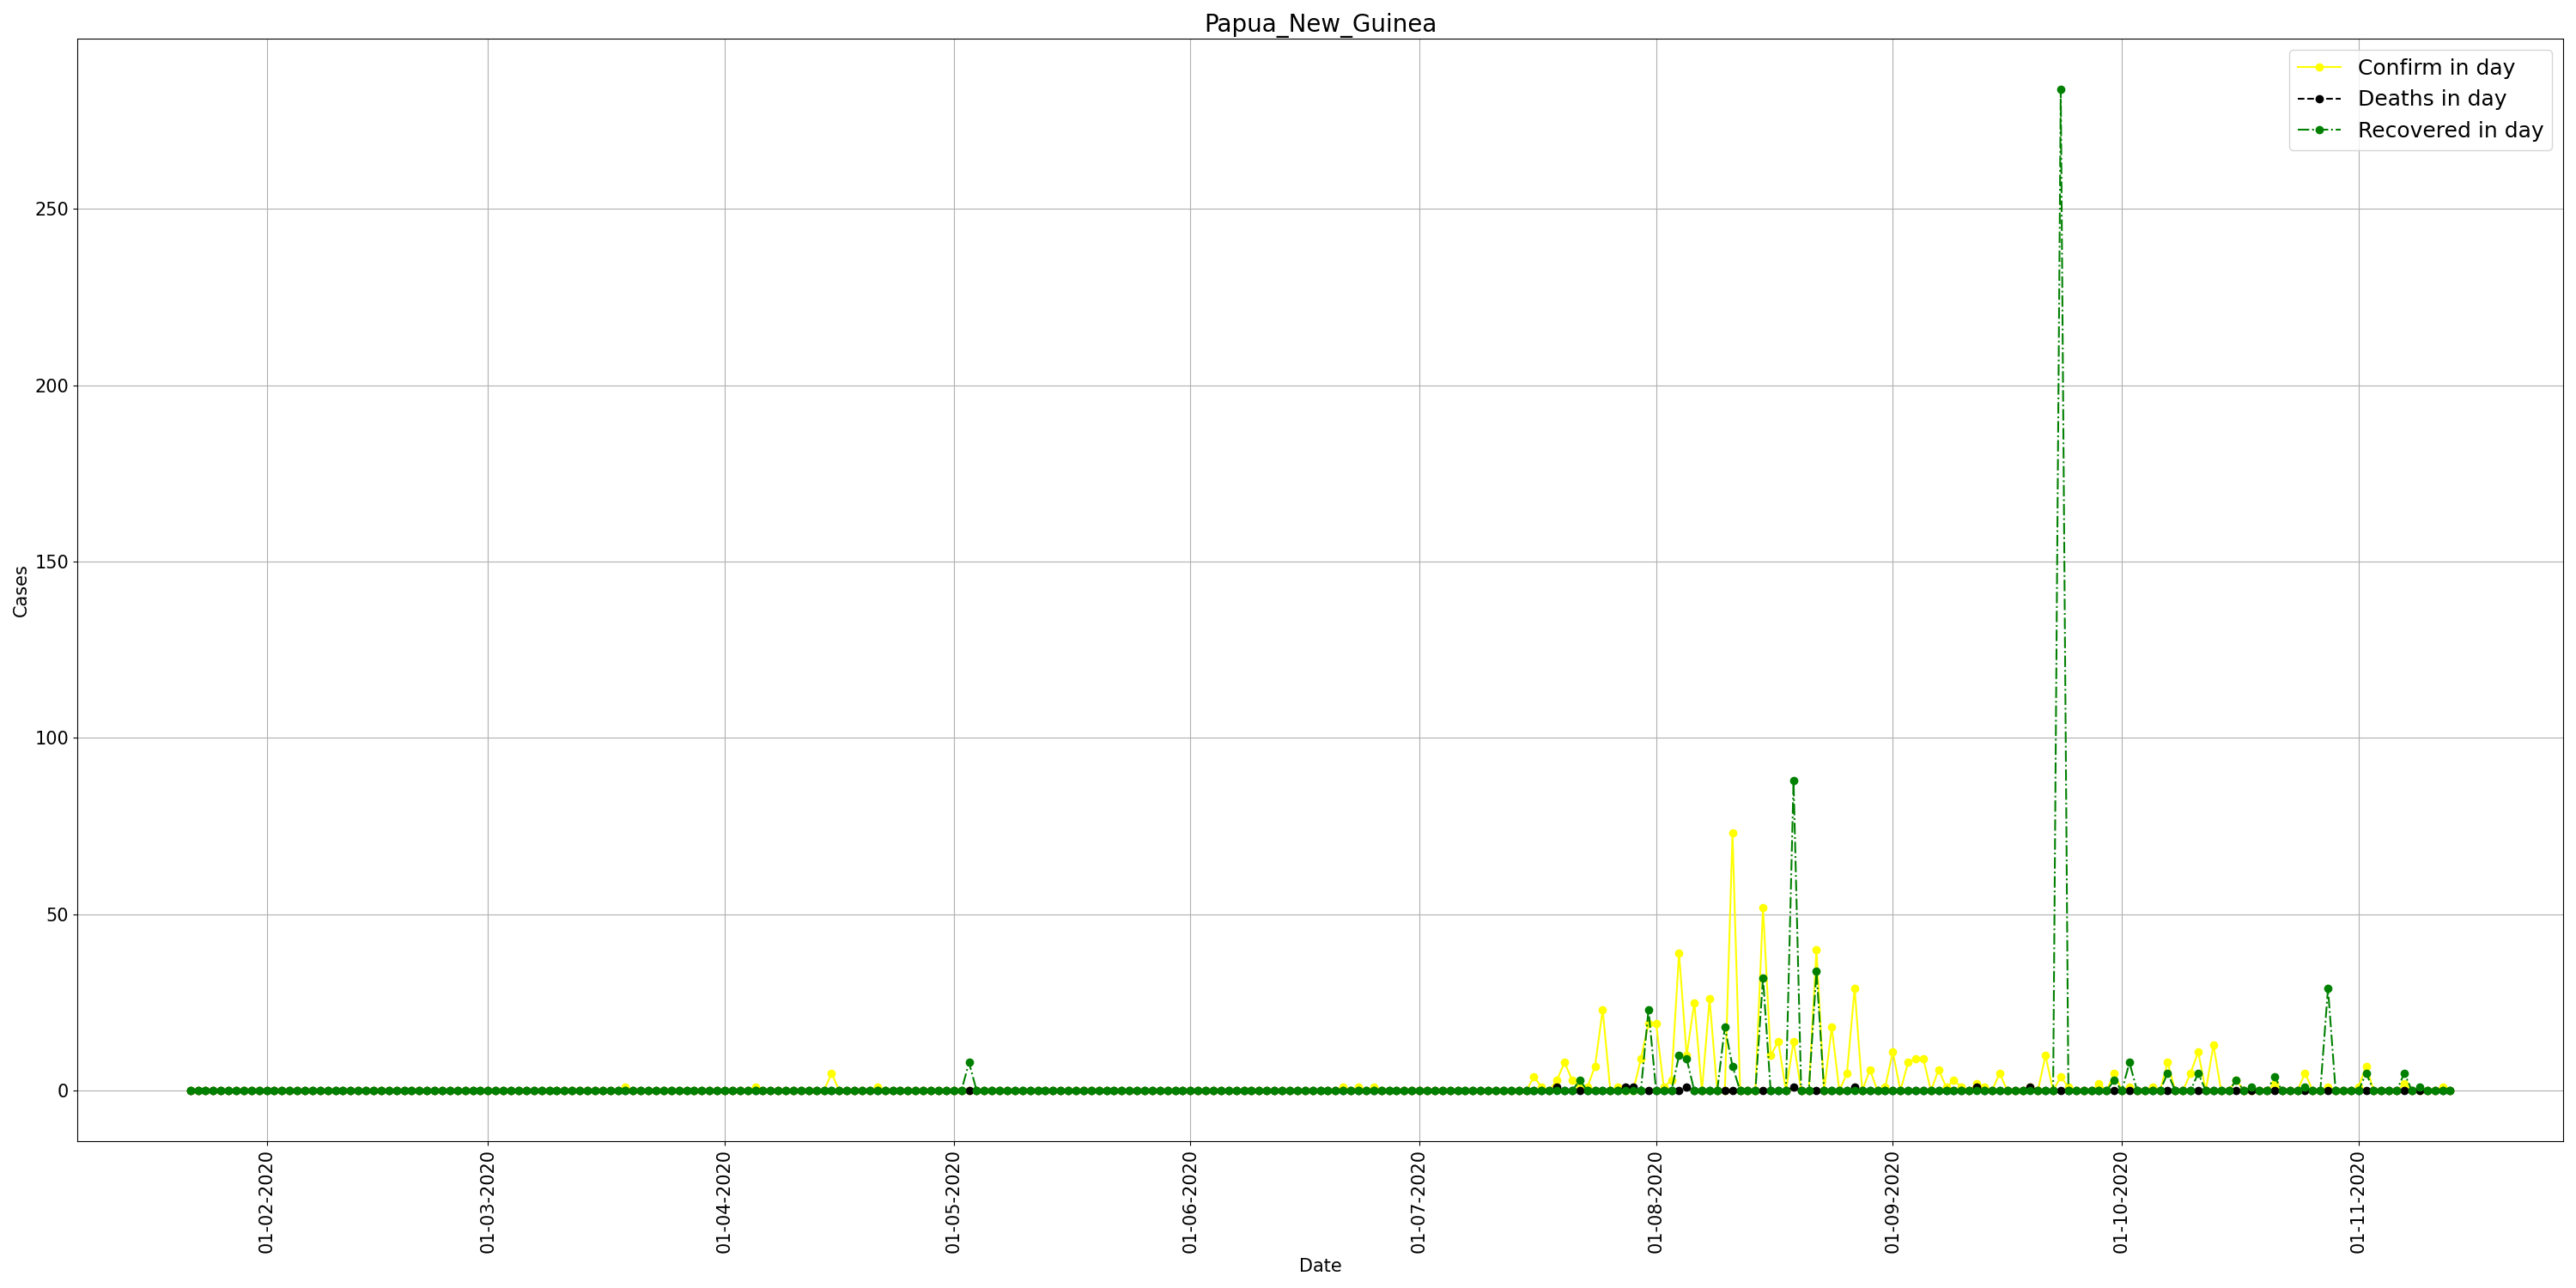 Papua_New_Guinea
Confirm in day
Deaths in day
Recovered in day
Cases
250
200
150
100
50
0
01-02-2020
01-03-2020
01-04-2020
01-05-2020
01-06-2020
01-07-2020
01-08-2020
01-09-2020
01-10-2020
01-11-2020
Date